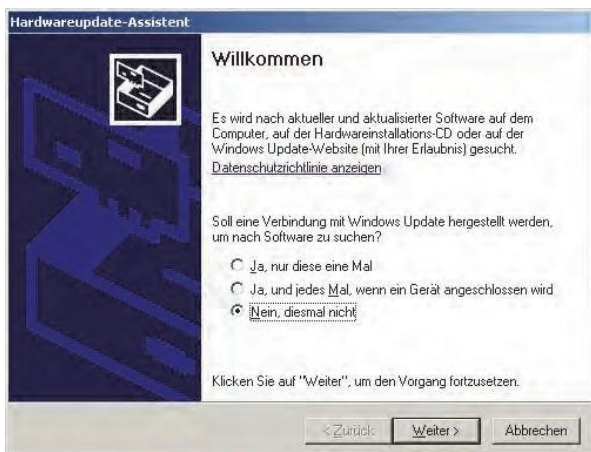 Hardwareupdate-Assistent
Willkommen
Es wird nach aktueller und aktualisierter Software auf dem
Computer, auf der Hardwareinstallations-CD oder auf der
Windows Update-Website (mit Ihrer Erlaubnis) gesucht.
Datenschutzrichtlinie anzeigen
Soll eine Verbindung mit Windows Update hergestellt werden,
um nach Software zu suchen?
Ja, nur diese eine Mal
Ja, und jedes Mal, wenn ein Gerät angeschlossen wird
Nein, diesmal nicht
Klicken Sie auf "Weiter", um den Vorgang fortzusetzen.
< Zurück Weiter > Abbrechen